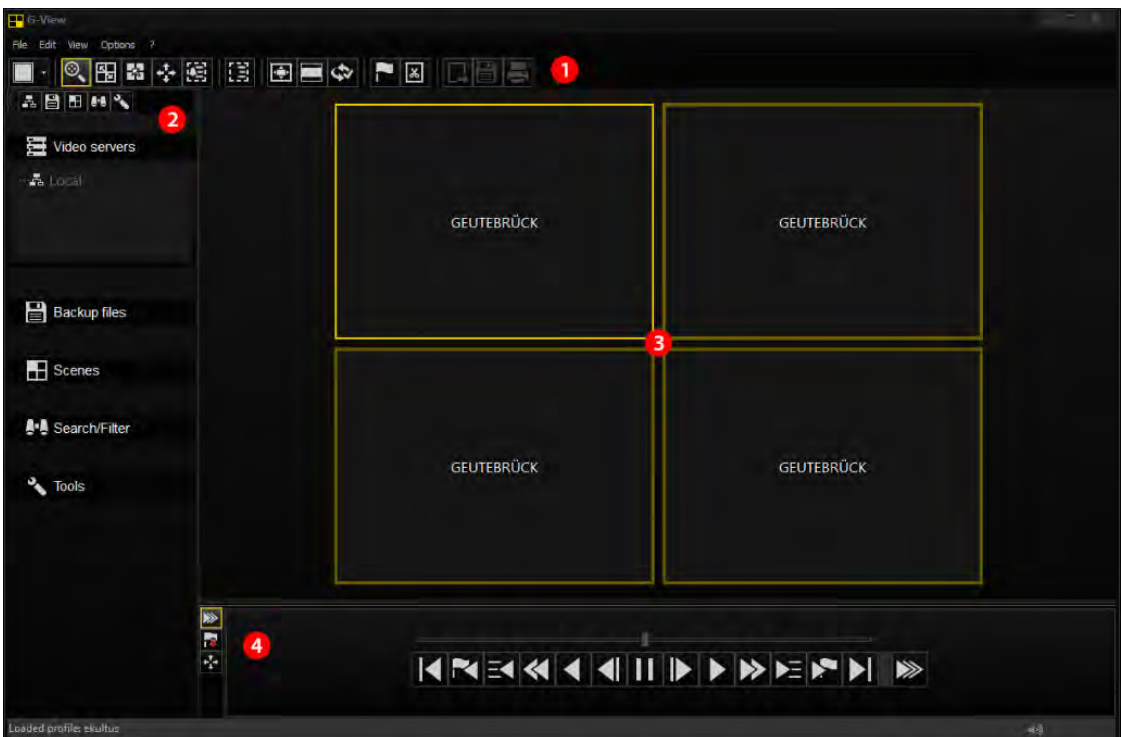 G-View
File Edit View Options ?
1
2
Video servers
Local
GEUTEBRÜCK GEUTEBRÜCK
Backup files
3
Scenes
Search/Filter
GEUTEBRÜCK GEUTEBRÜCK
Tools
4
Loaded profile: ekultus